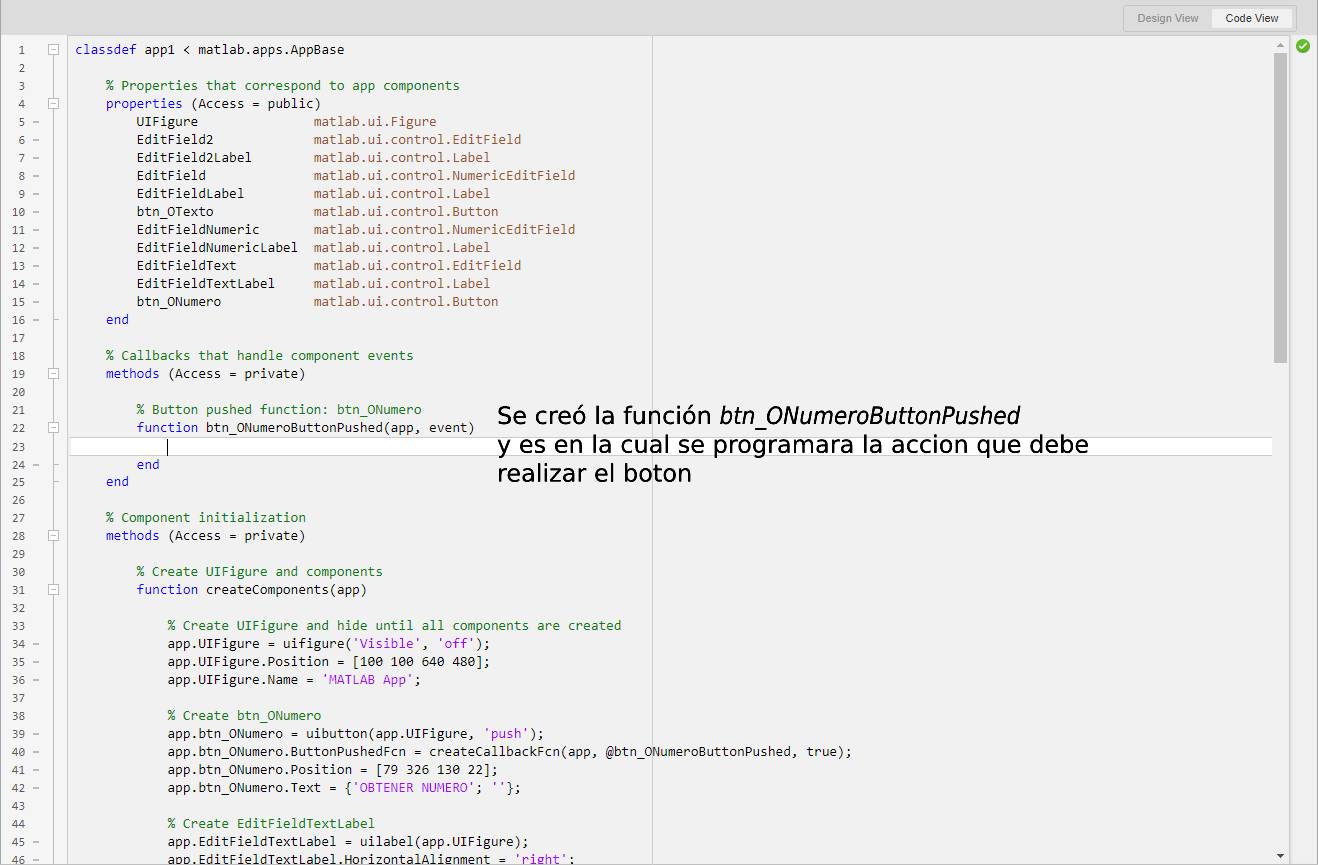 Design View Code View
1 classdef app1 < matlab.apps.AppBase
2
3 % Properties that correspond to app components
4 properties (Access = public)
5 UIFigure matlab.ui.Figure
6 EditField2 matlab.ui.control.EditField
7 EditField2Label matlab.ui.control.Label
8 EditField matlab.ui.control.NumericEditField
9 EditFieldLabel matlab.ui.control.Label
10 btn_OTexto matlab.ui.control.Button
11 EditFieldNumeric matlab.ui.control.NumericEditField
12 EditFieldNumericLabel matlab.ui.control.Label
13 EditFieldText matlab.ui.control.EditField
14 EditFieldTextLabel matlab.ui.control.Label
15 btn_ONumero matlab.ui.control.Button
16 end
17
18 % Callbacks that handle component events
19 methods (Access = private)
20
21 % Button pushed function: btn_ONumero
22 function btn_ONumeroButtonPushed(app, event)
23
24 end
25 end
Se creó la función btn_ONumeroButtonPushed
y es en la cual se programara la accion que debe
realizar el boton
26
27 % Component initialization
28 methods (Access = private)
29
30 % Create UIFigure and components
31 function createComponents(app)
32
33 % Create UIFigure and hide until all components are created
34 app.UIFigure = uifigure('Visible', 'off');
35 app.UIFigure.Position = [100 100 640 480];
36 app.UIFigure.Name = 'MATLAB App';
37
38 % Create btn_ONumero
39 app.btn_ONumero = uibutton(app.UIFigure, 'push');
40 app.btn_ONumero.ButtonPushedFcn = createCallbackFcn(app, @btn_ONumeroButtonPushed, true);
41 app.btn_ONumero.Position = [79 326 130 22];
42 app.btn_ONumero.Text = {'OBTENER NUMERO'; ''};
43
44 % Create EditFieldTextLabel
45 app.EditFieldTextLabel = uilabel(app.UIFigure);
46 app.EditFieldTextLabel.HorizontalAlignment = 'right';